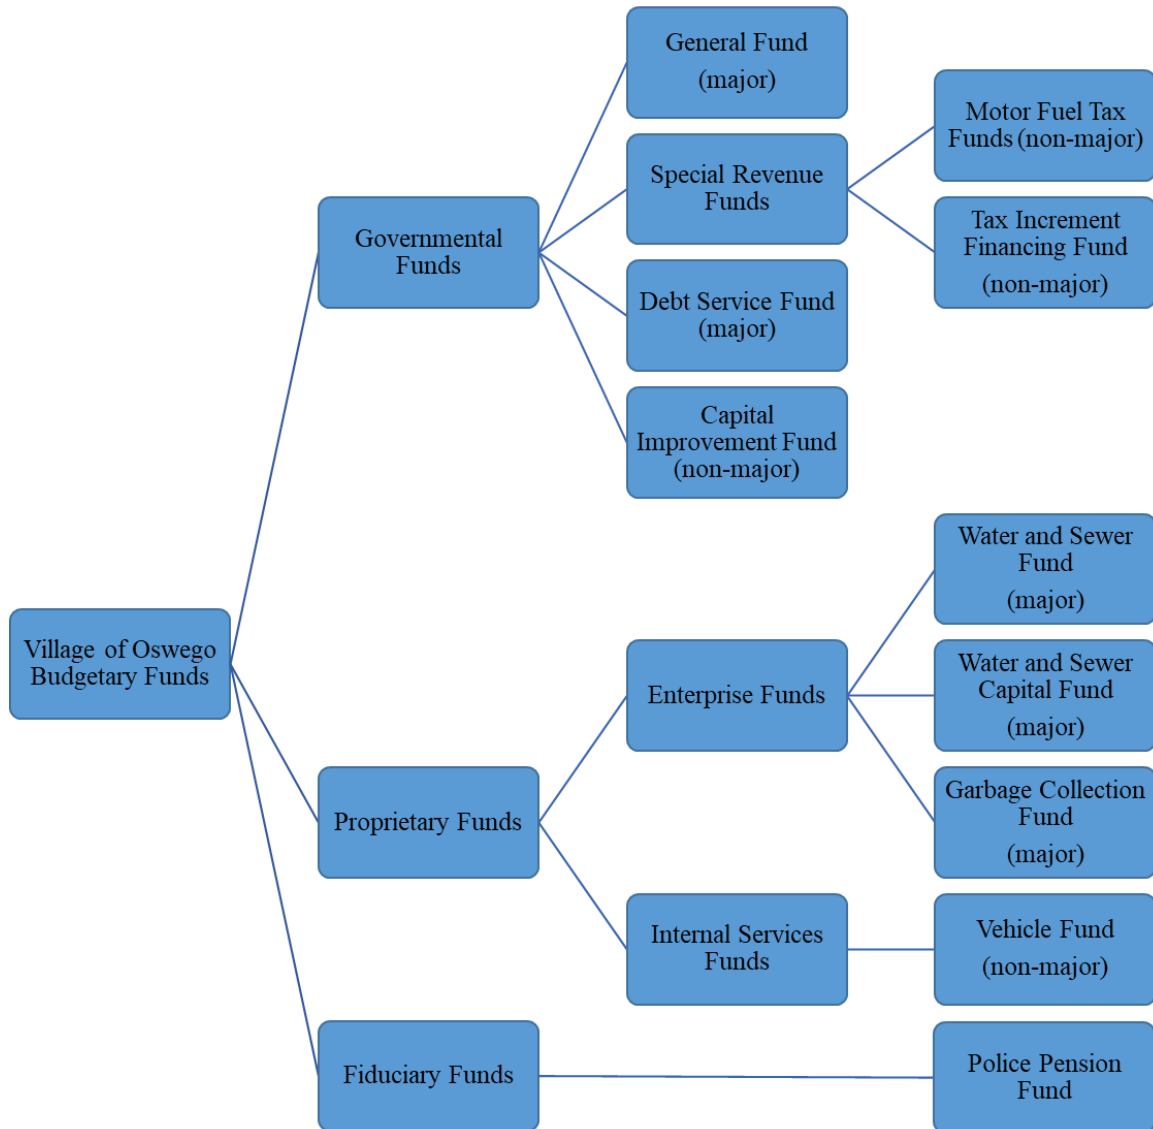 General Fund
(major)
Motor Fuel Tax
Funds (non-major)
Special Revenue
Funds
Tax Increment
Financing Fund
(non-major)
Governmental
Funds
Debt Service Fund
(major)
Capital
Improvement Fund
(non-major)
Village of Oswego
Budgetary Funds
Water and Sewer
Fund
(major)
Enterprise Funds
Water and Sewer
Capital Fund
(major)
Proprietary Funds
Garbage Collection
Fund
(major)
Internal Services
Funds
Vehicle Fund
(non-major)
Fiduciary Funds
Police Pension
Fund